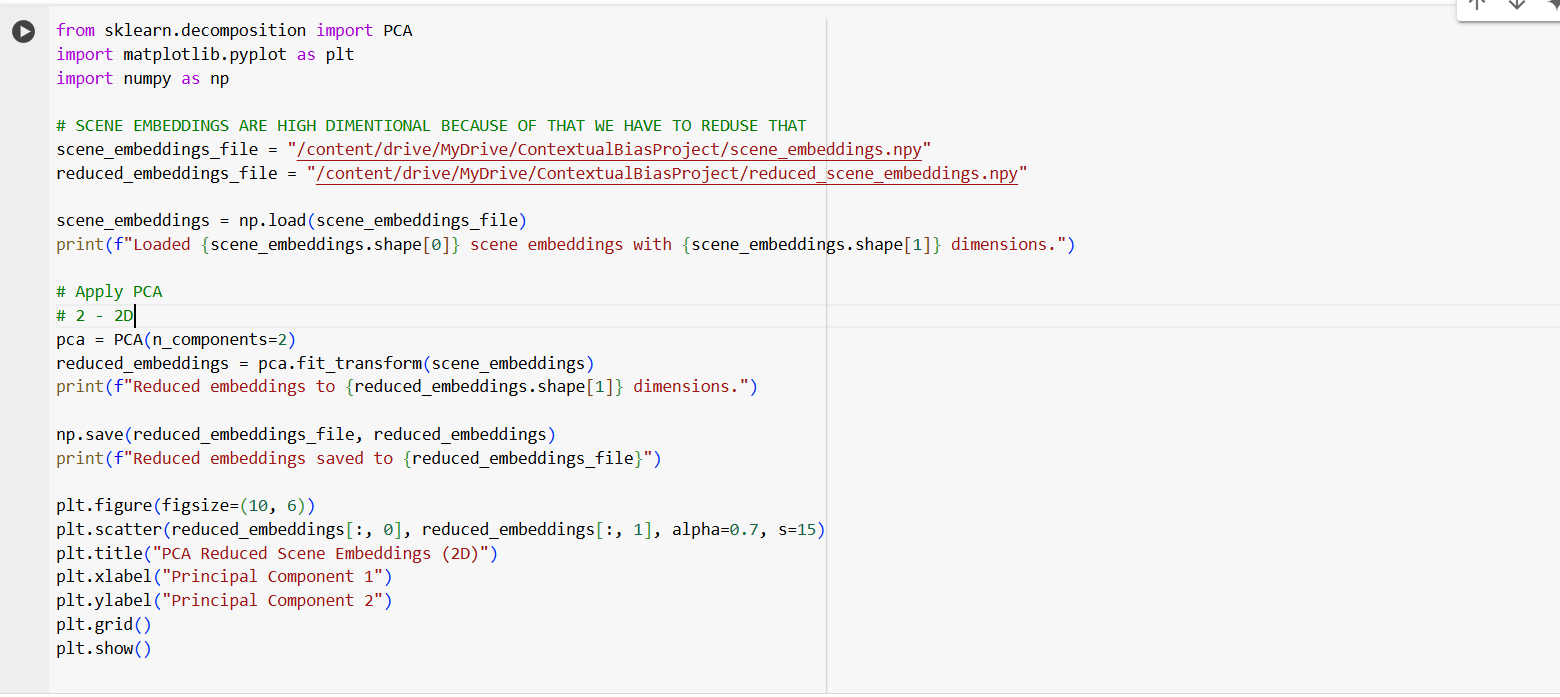 from sklearn.decomposition import PCA
import matplotlib.pyplot as plt
import numpy as np
# SCENE EMBEDDINGS ARE HIGH DIMENTIONAL BECAUSE OF THAT WE HAVE TO REDUSE THAT
scene_embeddings_file = "/content/drive/MyDrive/ContextualBiasProject/scene_embeddings.npy"
reduced_embeddings_file = "/content/drive/MyDrive/ContextualBiasProject/reduced_scene_embeddings.npy"
scene_embeddings = np.load(scene_embeddings_file)
print(f"Loaded {scene_embeddings.shape[0]} scene embeddings with {scene_embeddings.shape[1]} dimensions.")
# Apply PCA
# 2 - 2D
pca = PCA(n_components=2)
reduced_embeddings = pca.fit_transform(scene_embeddings)
print(f"Reduced embeddings to {reduced_embeddings.shape[1]} dimensions.")
np.save(reduced_embeddings_file, reduced_embeddings)
print(f"Reduced embeddings saved to {reduced_embeddings_file}")
plt.figure(figsize=(10, 6))
plt.scatter(reduced_embeddings[:, 0], reduced_embeddings[:, 1], alpha=0.7, s=15)
plt.title("PCA Reduced Scene Embeddings (2D)")
plt.xlabel("Principal Component 1")
plt.ylabel("Principal Component 2")
plt.grid()
plt.show()